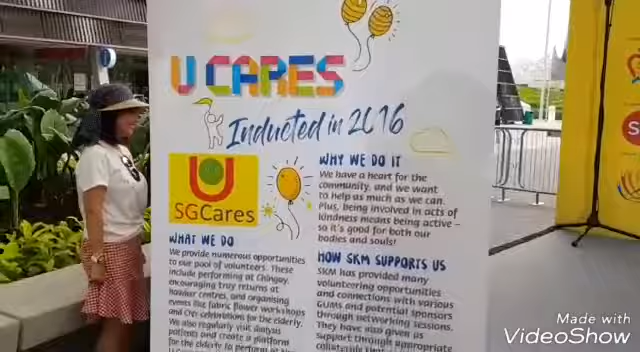 U CARES
Inducted in 2016
U
SGCares
WHAT WE DO
We provide numerous opportunities
to our pool of volunteers. These
include performing at Chingay,
encouraging tray returns at
hawker centres, and organising
events like fabric flower workshops
and CNY celebrations for the elderly.
We also regularly visit dialysis
patients and create a platform
for the elderly to perform at
WHY WE DO IT
We have a heart for the
community, and we want
to help as much as we can.
Plus, being involved in acts of
kindness means being active –
so it's good for both our
bodies and souls!
HOW SKM SUPPORTS US
SKM has provided many
volunteering opportunities
and connections with various
GUMs and potential sponsors
through networking sessions.
They have also given us
support through appropriate
collaterals
Made with
VideoShow